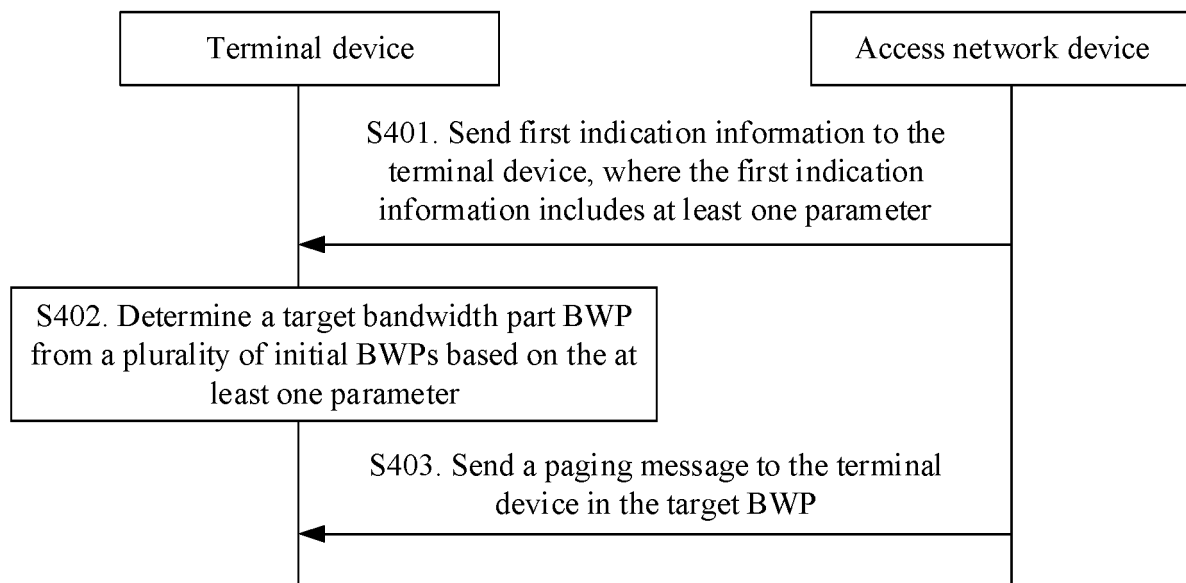 Terminal device
Access network device
S401. Send first indication information to the
terminal device, where the first indication
information includes at least one parameter
S402. Determine a target bandwidth part BWP
from a plurality of initial BWPs based on the at
least one parameter
S403. Send a paging message to the terminal
device in the target BWP